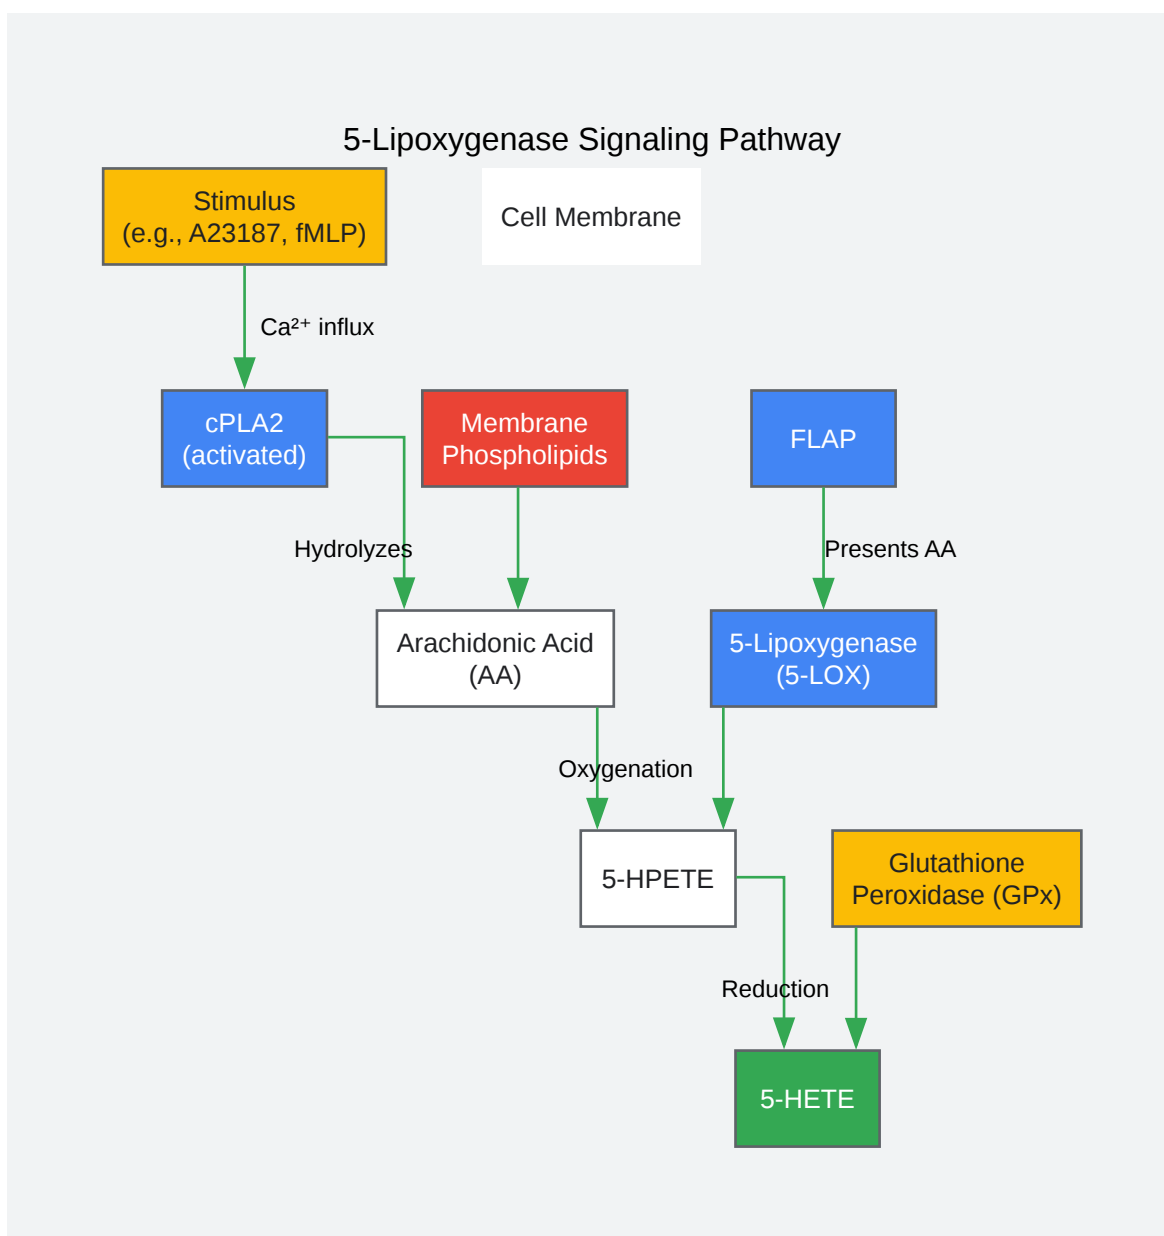 5-Lipoxygenase Signaling Pathway
Stimulus
(e.g., A23187, fMLP)
Cell Membrane
Ca²⁺ influx
cPLA2
(activated)
Membrane
Phospholipids
FLAP
Hydrolyzes
Presents AA
Arachidonic Acid
(AA)
5-Lipoxygenase
(5-LOX)
Oxygenation
5-HPETE
Glutathione
Peroxidase (GPx)
Reduction
5-HETE